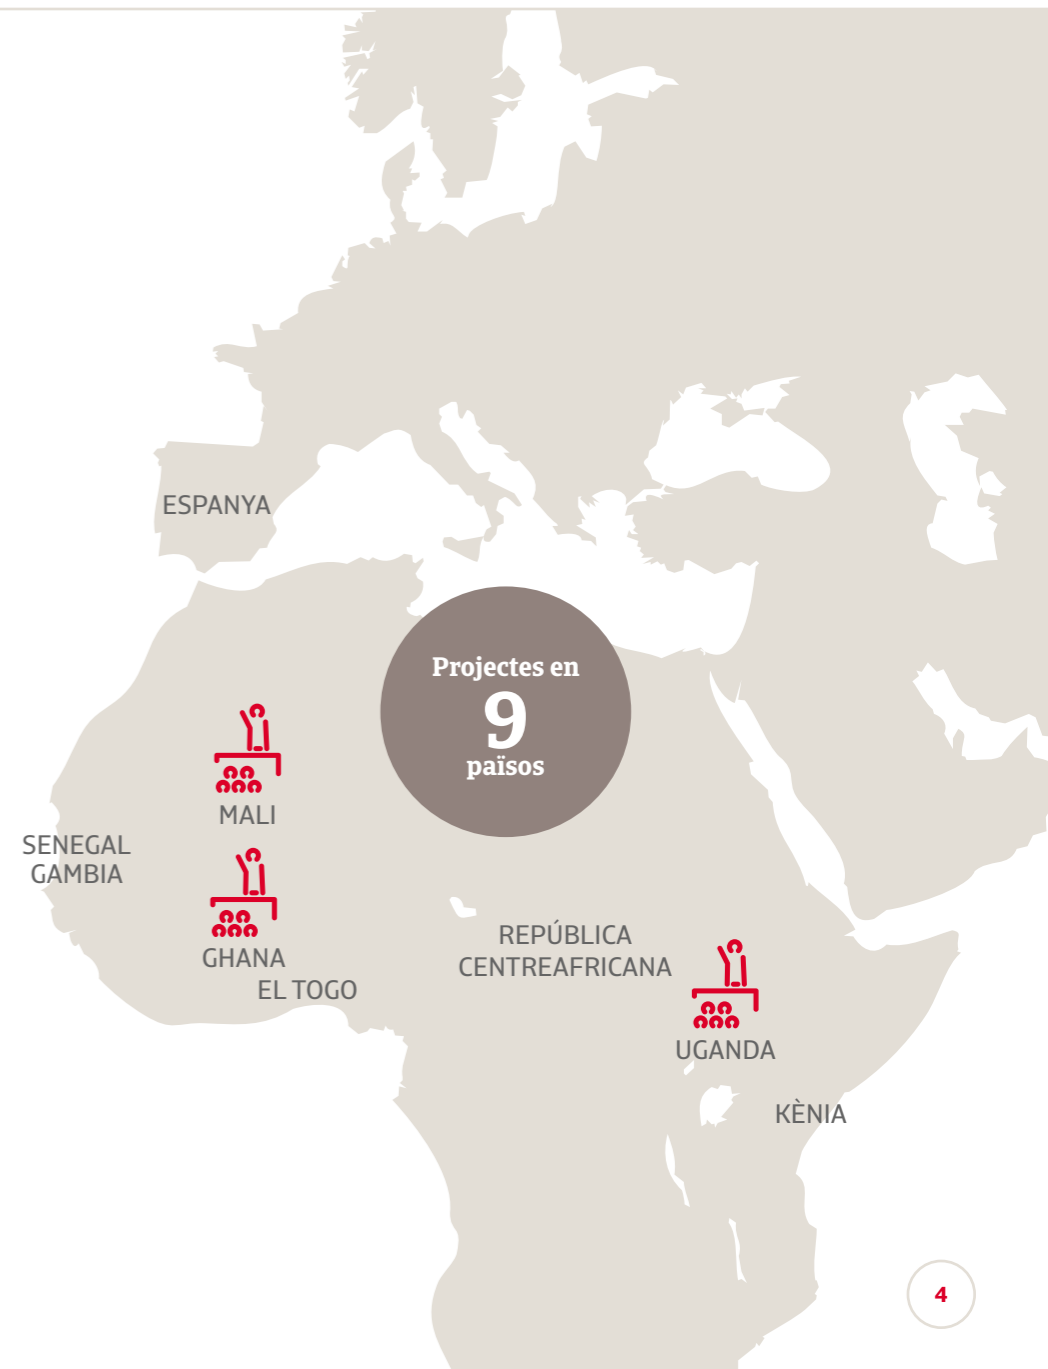 ESPANYA
Projectes en
9
països
MALI
SENEGAL
GAMBIA
GHANA
EL TOGO
REPÚBLICA
CENTREAFRICANA
UGANDA
KÈNIA
4